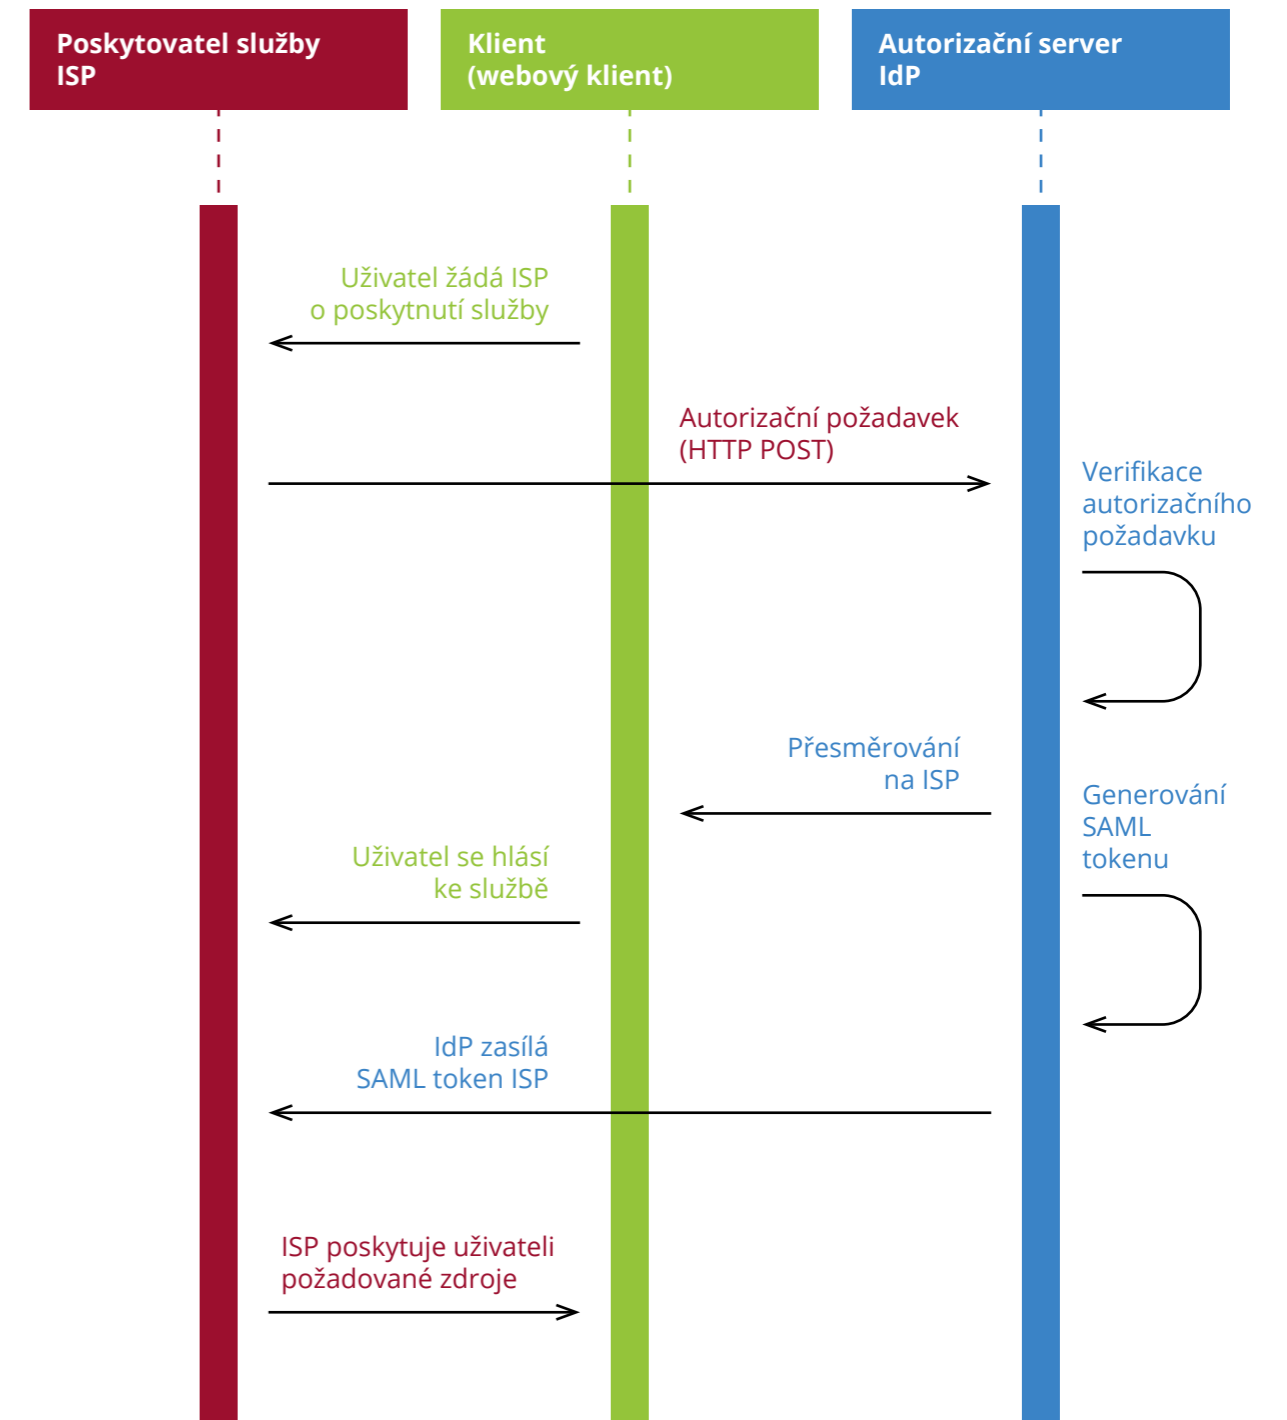 Poskytovatel služby
ISP
Klient
(webový klient)
Autorizační server
IdP
Uživatel žádá ISP
o poskytnutí služby
Autorizační požadavek
(HTTP POST)
Verifikace
autorizačního
požadavku
Přesměrování
na ISP
Generování
SAML
tokenu
Uživatel se hlásí
ke službě
IdP zasílá
SAML token ISP
ISP poskytuje uživateli
požadované zdroje